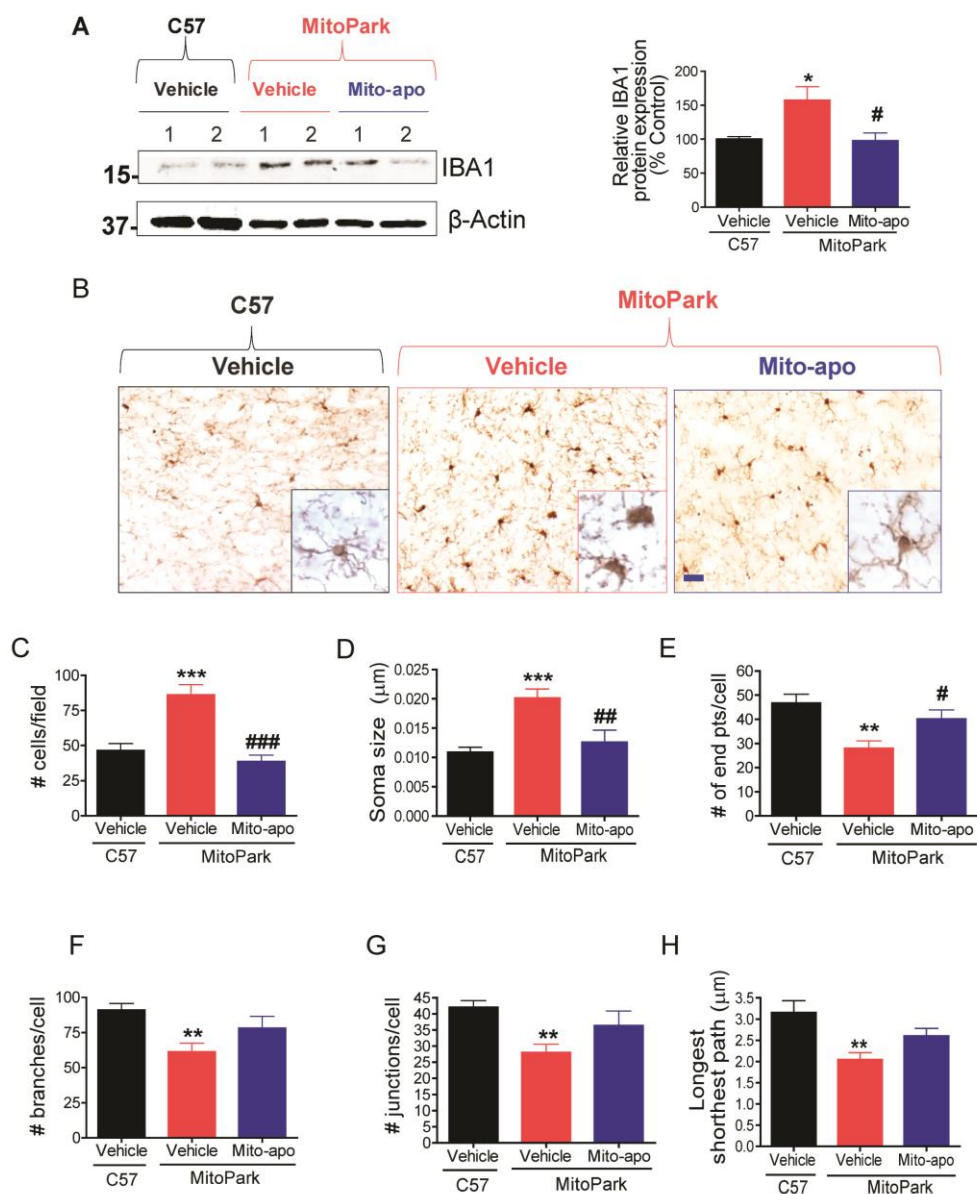 A
C57
MitoPark
Vehicle
Vehicle
Mito-apo
1 2 1 2 1 2
15-
IBA1
37-
β-Actin
Relative IBA1
protein expression
(% Control)
200
150
100
50
0
*
#
Vehicle Vehicle Mito-apo
C57 MitoPark
B
C57
MitoPark
Vehicle
Vehicle
Mito-apo
C
# cells/field
100
75
50
25
0
***
###
Vehicle Vehicle Mito-apo
C57 MitoPark
D
Soma size (μm)
0.025
0.020
0.015
0.010
0.005
0.000
***
##
Vehicle Vehicle Mito-apo
C57 MitoPark
E
# of end pts/cell
60
50
40
30
20
10
0
**
#
Vehicle Vehicle Mito-apo
C57 MitoPark
F
# branches/cell
100
75
50
25
0
**
Vehicle Vehicle Mito-apo
C57 MitoPark
G
# junctions/cell
45
40
35
30
25
20
15
10
5
0
**
Vehicle Vehicle Mito-apo
C57 MitoPark
H
Longest
shorthest path (μm)
3.5
3.0
2.5
2.0
1.5
1.0
0.5
0.0
**
Vehicle Vehicle Mito-apo
C57 MitoPark